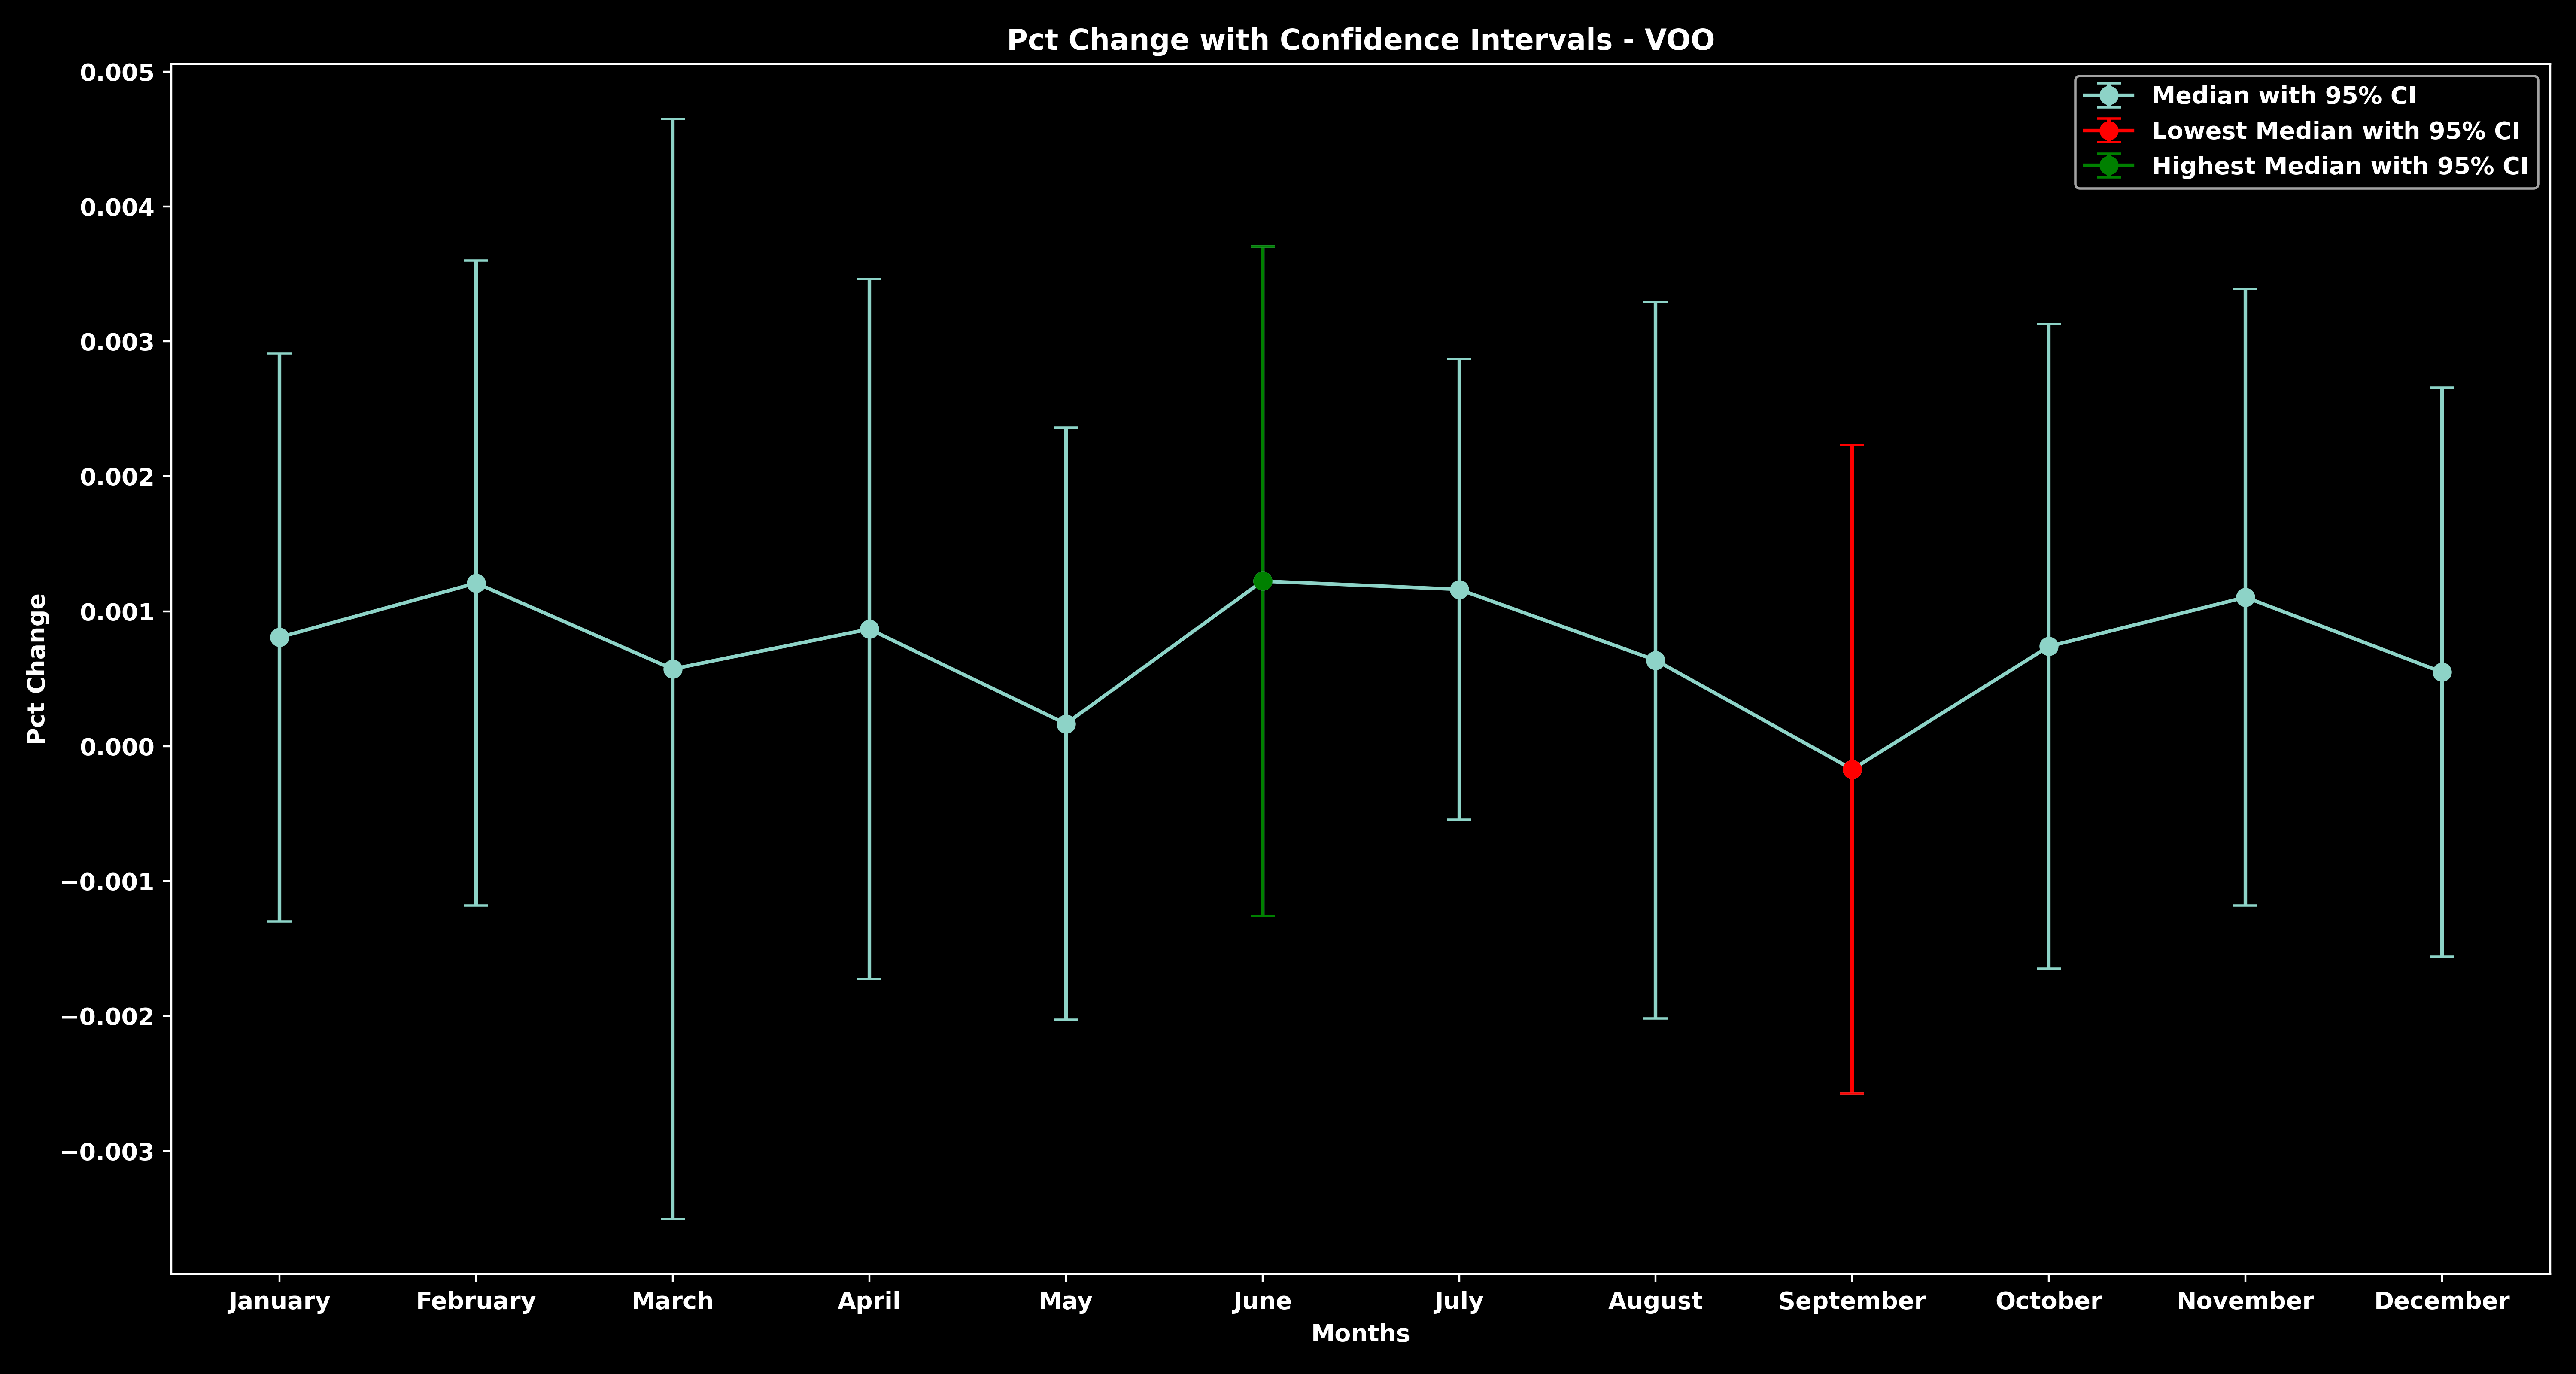 Pct Change with Confidence Intervals - VOO
Median with 95% CI
Lowest Median with 95% CI
Highest Median with 95% CI
Pct Change
0.005
0.004
0.003
0.002
0.001
0.000
−0.001
−0.002
−0.003
January February March April May June July August September October November December
Months